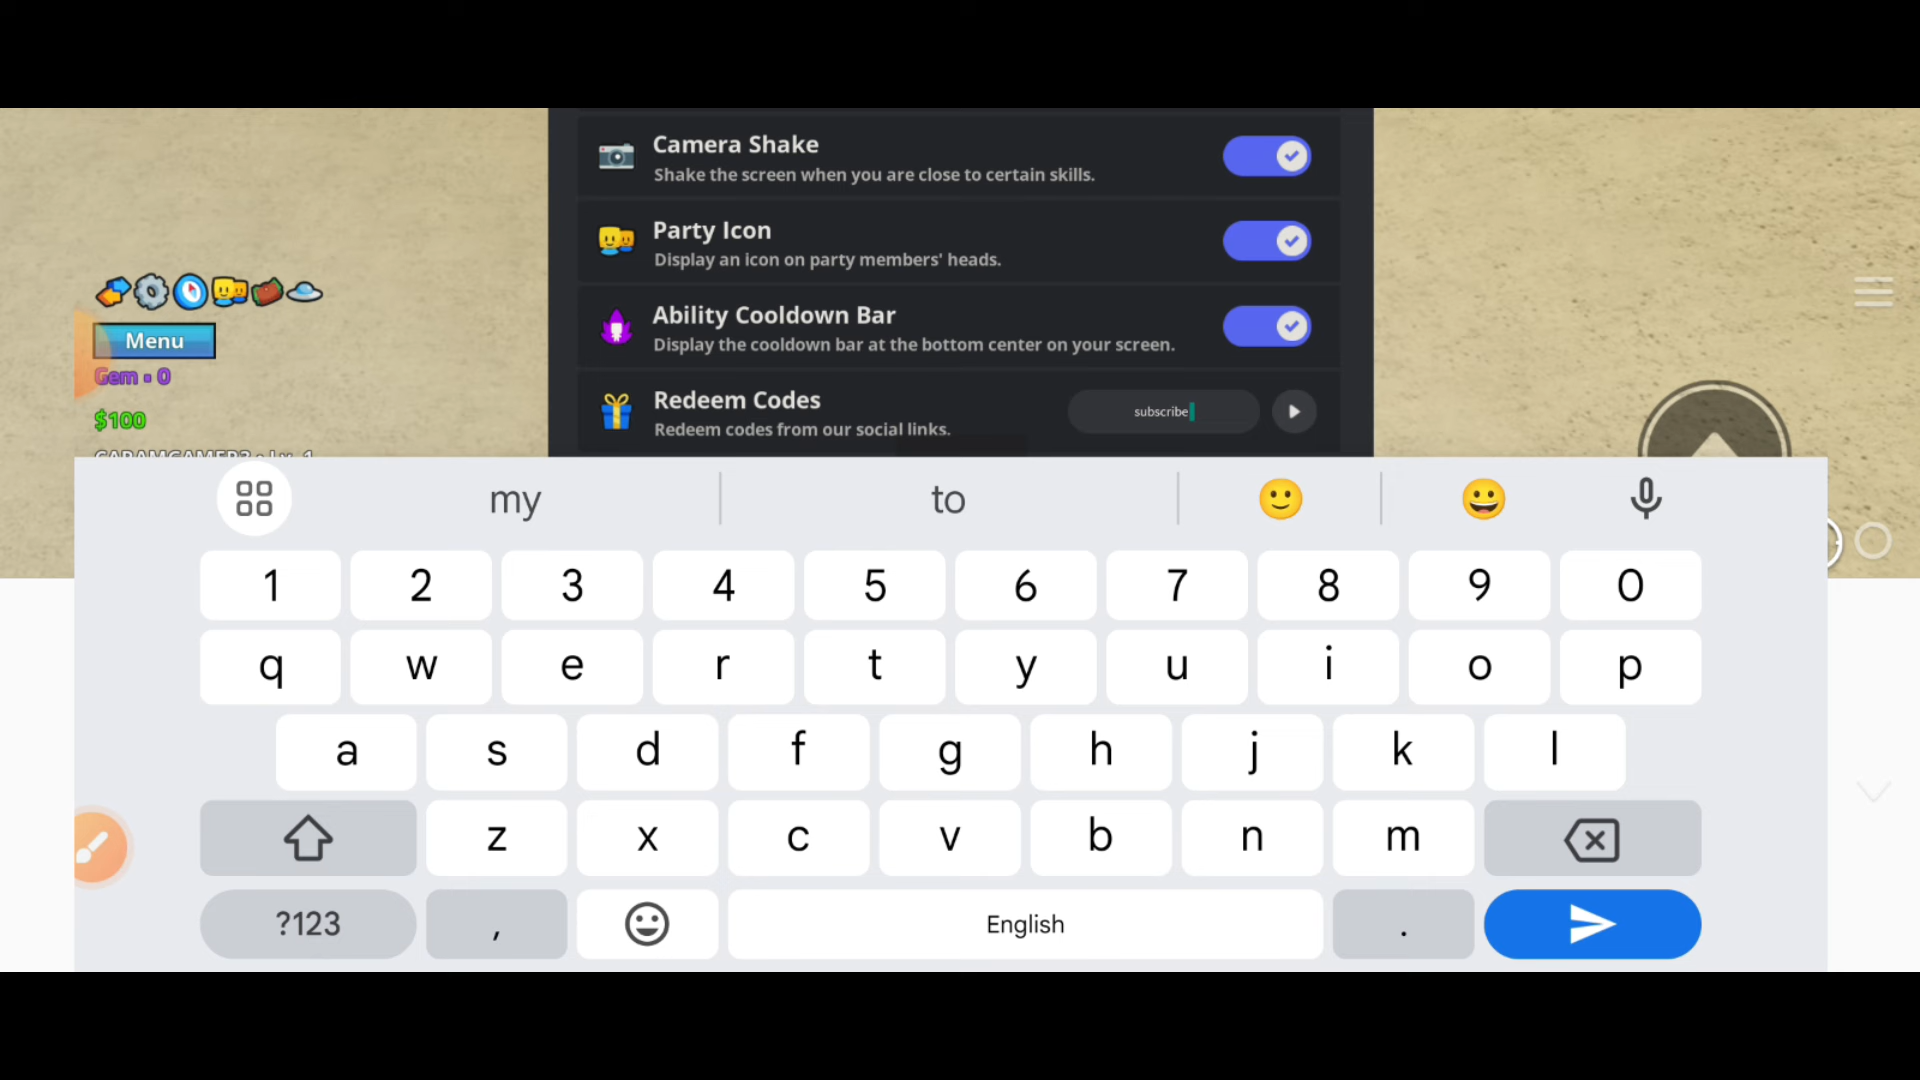 Camera Shake
Shake the screen when you are close to certain skills.
Party Icon
Display an icon on party members' heads.
Menu
Ability Cooldown Bar
Display the cooldown bar at the bottom center on your screen.
Gem • 0
$100
Redeem Codes
Redeem codes from our social links.
subscribe
my
to
1 2 3 4 5 6 7 8 9 0
q w e r t y u i o p
a s d f g h j k l
z x c v b n m
?123 , English .